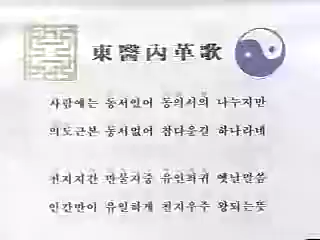 東醫內革歌
사람에는 동서있어 동의서의 나누지만
의도근본 동서없어 참다울길 하나라네
천지지간 만물지중 유인최귀 옛날말씀
인간만이 유일하게 천지우주 왕되는뜻